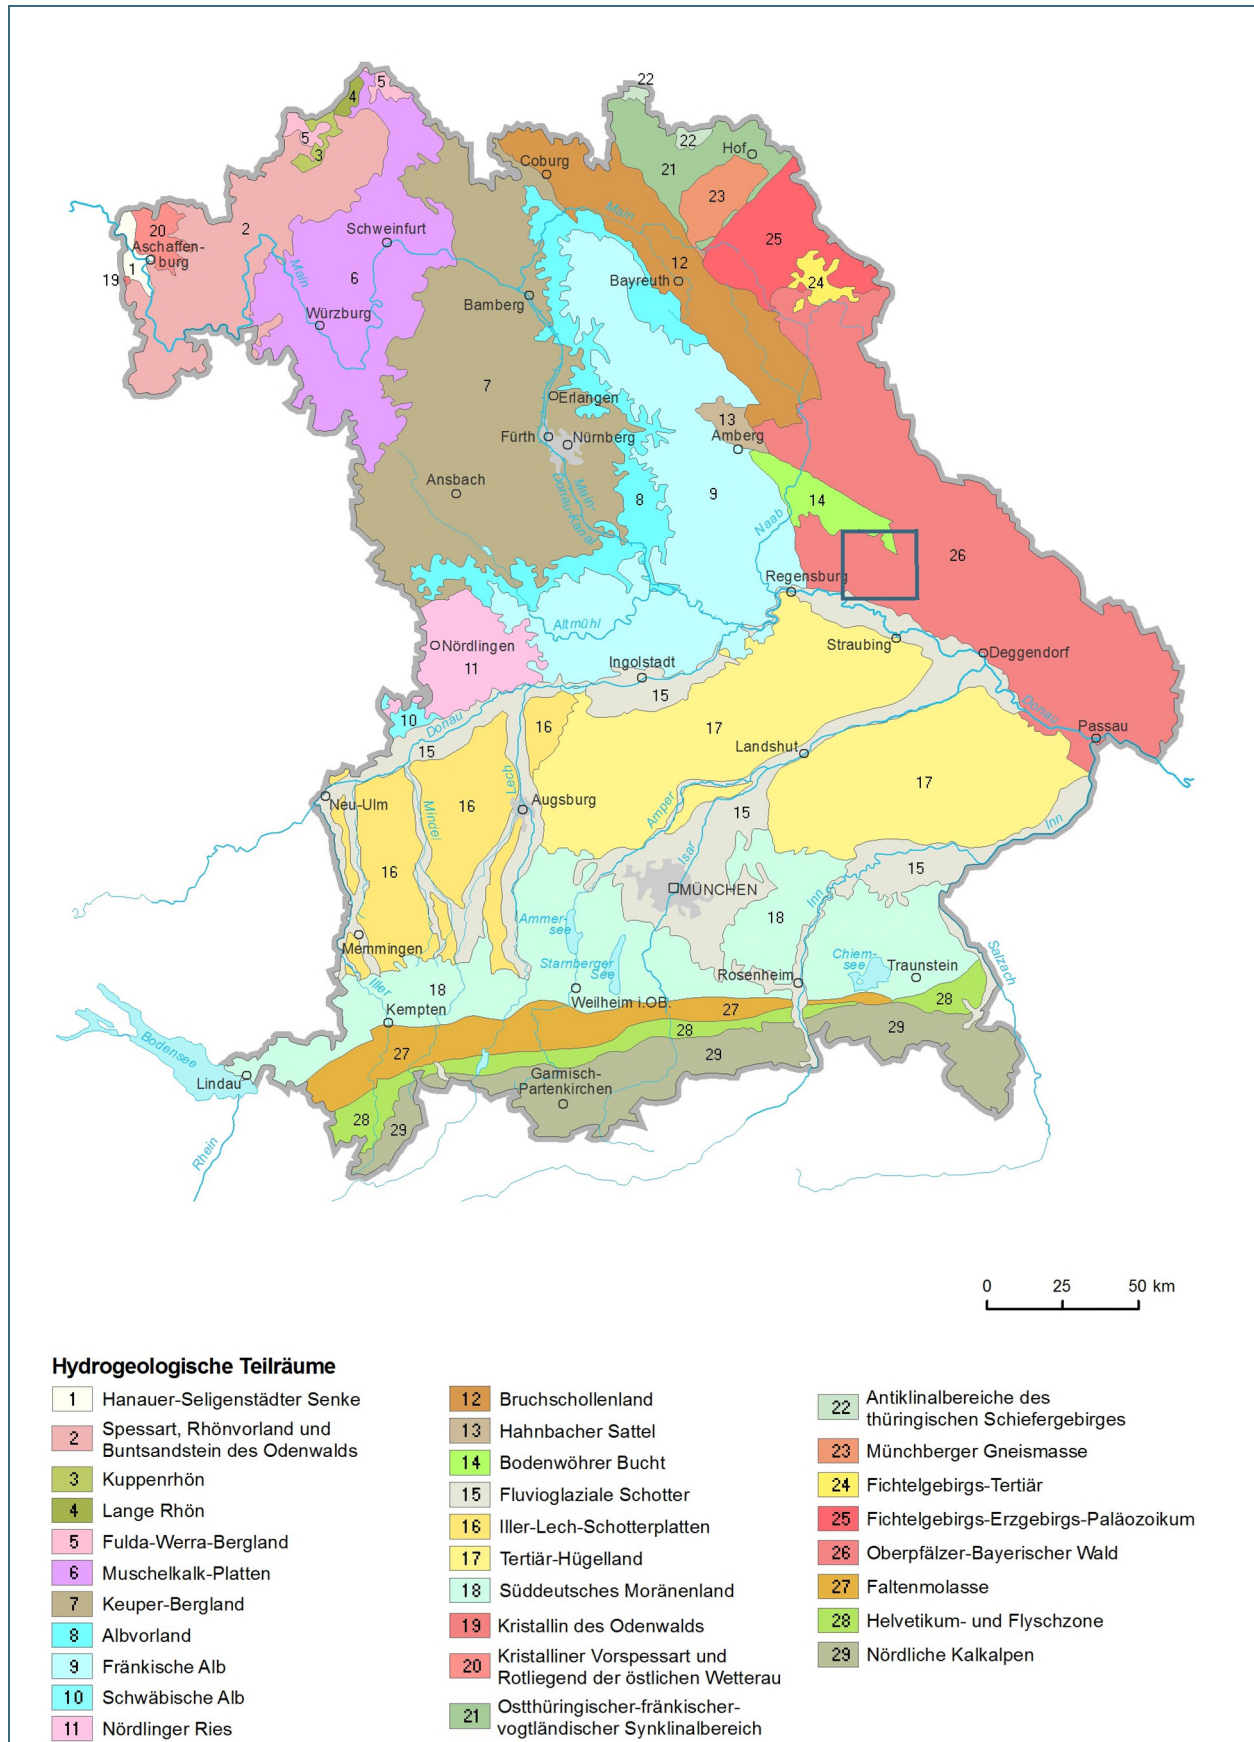 22
5
4
22
5
Hof
3
Coburg
21
23
Main
20
2
Schweinfurt
25
Aschaffen-
burg
1
19
Main
6
12
Bayreuth
24
Bamberg
Würzburg
7
Erlangen
13
Fürth
Nürnberg
Amberg
Ansbach
Main-
Donau-Kanal
8
9
14
Naab
26
Regensburg
Altmühl
Straubing
Nördlingen
11
Ingolstadt
Deggendorf
15
10
Donau
16
17
Donau
Passau
15
Landshut
Lech
17
Neu-Ulm
Mindel
16
Augsburg
Amper
15
Inn
16
Isar
15
MÜNCHEN
Inn
Ammer-
see
18
Memmingen
Starnberger
See
Chiem-
see
Salzach
Rosenheim
Traunstein
Iller
18
Weilheim i.OB.
Kempten
27
28
28
29
Bodensee
27
29
Lindau
Garmisch-
Partenkirchen
28
29
Rhein
0 25 50 km
Hydrogeologische Teilräume
1 Hanauer-Seligenstädter Senke
2 Spessart, Rhönvorland und
Buntsandstein des Odenwalds
3 Kuppenrhön
4 Lange Rhön
5 Fulda-Werra-Bergland
6 Muschelkalk-Platten
7 Keuper-Bergland
8 Albvorland
9 Fränkische Alb
10 Schwäbische Alb
11 Nördlinger Ries
12 Bruchschollenland
13 Hahnbacher Sattel
14 Bodenwöhrer Bucht
15 Fluvioglaziale Schotter
16 Iller-Lech-Schotterplatten
17 Tertiär-Hügelland
18 Süddeutsches Moränenland
19 Kristallin des Odenwalds
20 Kristalliner Vorspessart und
Rotliegend der östlichen Wetterau
21 Ostthüringischer-fränkischer-
vogtländischer Synklinalbereich
22 Antiklinalbereiche des
thüringischen Schiefergebirges
23 Münchberger Gneismasse
24 Fichtelgebirgs-Tertiär
25 Fichtelgebirgs-Erzgebirgs-Paläozoikum
26 Oberpfälzer-Bayerischer Wald
27 Faltenmolasse
28 Helvetikum- und Flyschzone
29 Nördliche Kalkalpen